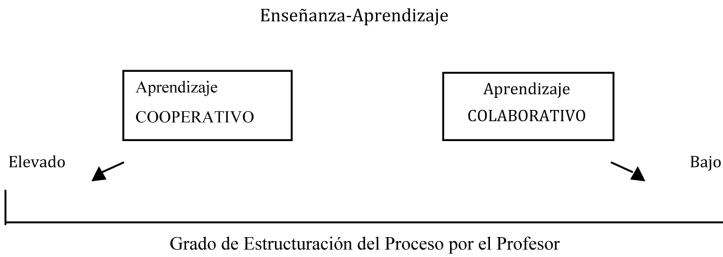 Enseñanza-Aprendizaje
Aprendizaje
COOPERATIVO
Aprendizaje
COLABORATIVO
Elevado
Bajo
Grado de Estructuración del Proceso por el Profesor